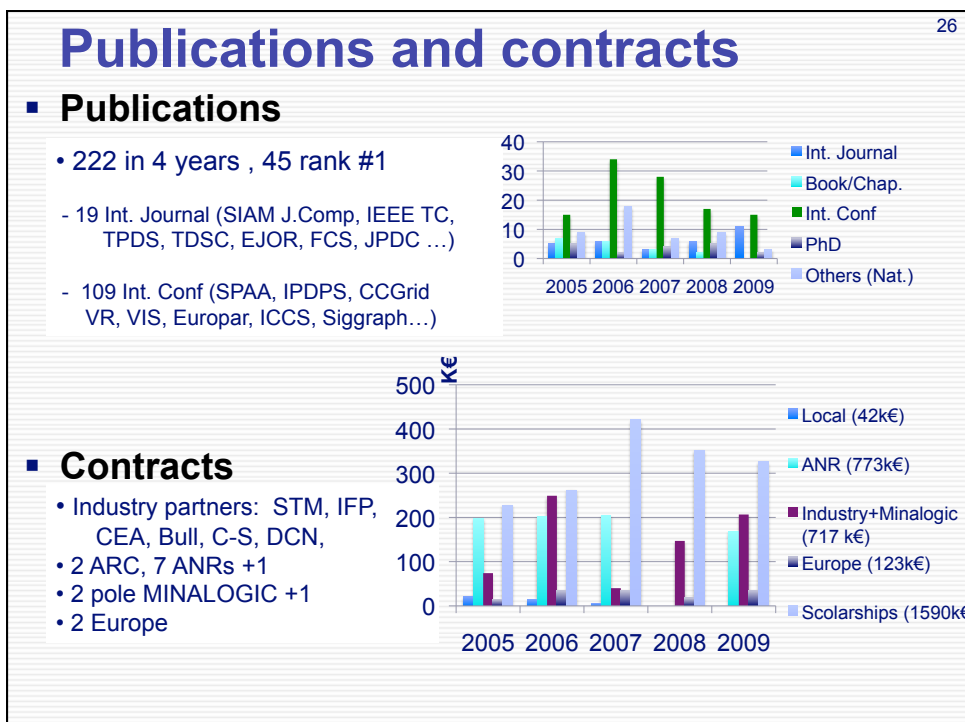 26
Publications and contracts
▪ Publications
• 222 in 4 years , 45 rank #1
- 19 Int. Journal (SIAM J.Comp, IEEE TC,
TPDS, TDSC, EJOR, FCS, JPDC …)
- 109 Int. Conf (SPAA, IPDPS, CCGrid
VR, VIS, Europar, ICCS, Siggraph…)
40
30
20
10
0
2005 2006 2007 2008 2009
Int. Journal
Book/Chap.
Int. Conf
PhD
Others (Nat.)
▪ Contracts
• Industry partners: STM, IFP,
CEA, Bull, C-S, DCN,
• 2 ARC, 7 ANRs +1
• 2 pole MINALOGIC +1
• 2 Europe
K€
500
400
300
200
100
0
2005 2006 2007 2008 2009
Local (42k€)
ANR (773k€)
Industry+Minalogic
(717 k€)
Europe (123k€)
Scolarships (1590k€